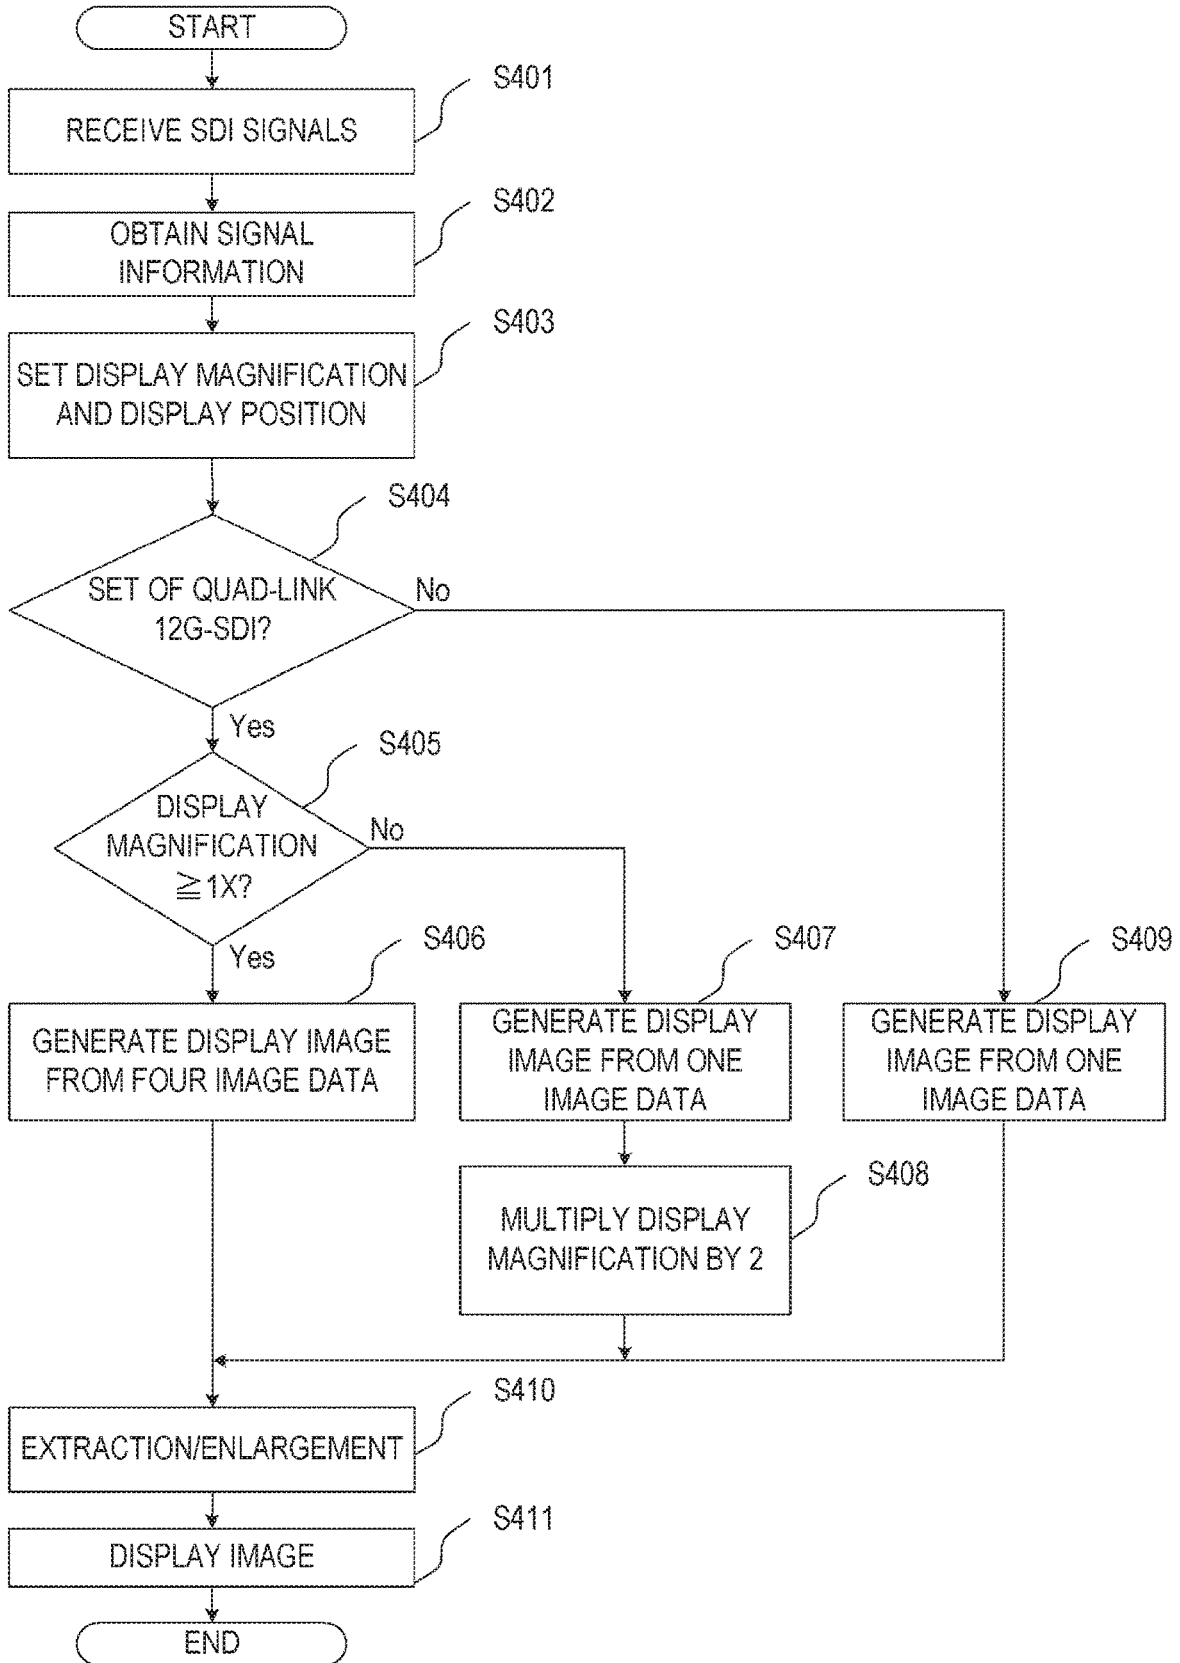 START
S401
RECEIVE SDI SIGNALS
S402
OBTAIN SIGNAL
INFORMATION
S403
SET DISPLAY MAGNIFICATION
AND DISPLAY POSITION
S404
SET OF QUAD-LINK
12G-SDI?
No
Yes
S405
DISPLAY
MAGNIFICATION
≧1X?
No
Yes
S406
GENERATE DISPLAY IMAGE
FROM FOUR IMAGE DATA
S407
GENERATE DISPLAY
IMAGE FROM ONE
IMAGE DATA
S409
GENERATE DISPLAY
IMAGE FROM ONE
IMAGE DATA
S408
MULTIPLY DISPLAY
MAGNIFICATION BY 2
S410
EXTRACTION/ENLARGEMENT
S411
DISPLAY IMAGE
END